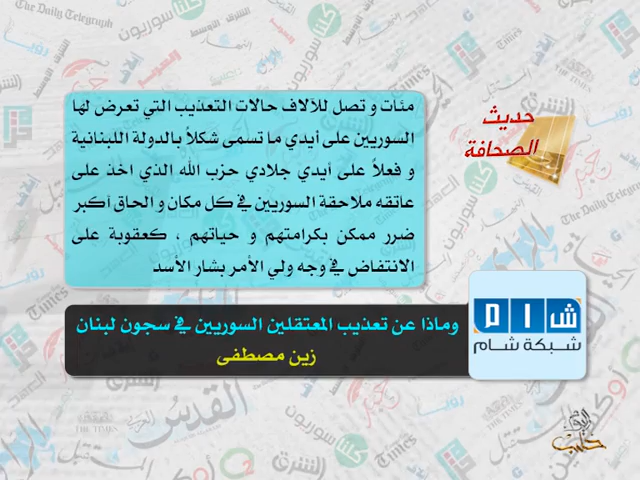 حديث
الصحافة
مئات و تصل للآلاف حالات التعذيب التي تعرض لها
السوريين على أيدي ما تسمى شكلاً بالدولة اللبنانية
و فعلاً على أيدي جلادي حزب الله الذي اخذ على
عاتقه ملاحقة السوريين في كل مكان و الحاق أكبر
ضرر ممكن بكرامتهم و حياتهم ، كعقوبة على
الانتفاض في وجه ولي الأمر بشار الأسد
وماذا عن تعذيب المعتقلين السوريين في سجون لبنان
زين مصطفى
شام
شبكة شام
حلب اليوم